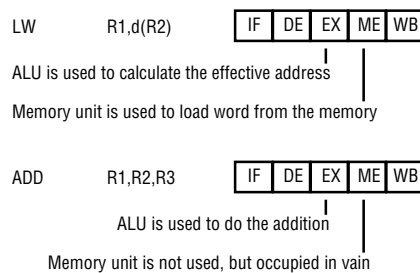 LW R1,d(R2) IF DE EX ME WB
ALU is used to calculate the effective address
Memory unit is used to load word from the memory
ADD R1,R2,R3 IF DE EX ME WB
ALU is used to do the addition
Memory unit is not used, but occupied in vain